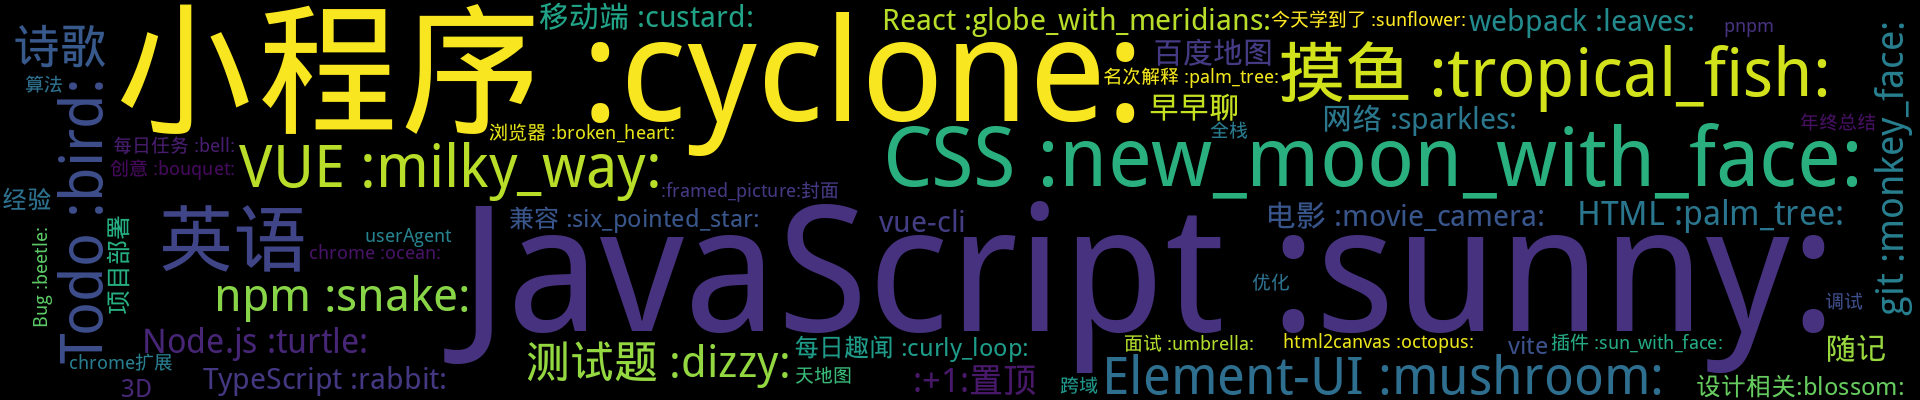 小程序 :cyclone:
移动端 :custard:
React :globe_with_meridians:
今天学到了 :sunflower:
webpack :leaves:
pnpm
诗歌
算法
百度地图
名次解释 :palm_tree:
摸鱼 :tropical_fish:
早早聊
网络 :sparkles:
全栈
年终总结
git :monkey_face:
Todo :bird:
浏览器 :broken_heart:
每日任务 :bell:
创意 :bouquet:
VUE :milky_way:
CSS :new_moon_with_face:
:framed_picture:封面
经验
英语
兼容 :six_pointed_star:
vue-cli
电影 :movie_camera:
HTML :palm_tree:
Bug :beetle:
项目部署
userAgent
chrome :ocean:
JavaScript :sunny:
npm :snake:
优化
调试
Node.js :turtle:
测试题 :dizzy:
每日趣闻 :curly_loop:
面试 :umbrella:
html2canvas :octopus:
vite
插件 :sun_with_face:
随记
chrome扩展
3D
TypeScript :rabbit:
天地图
:+1:置顶
跨域
Element-UI :mushroom:
设计相关:blossom: